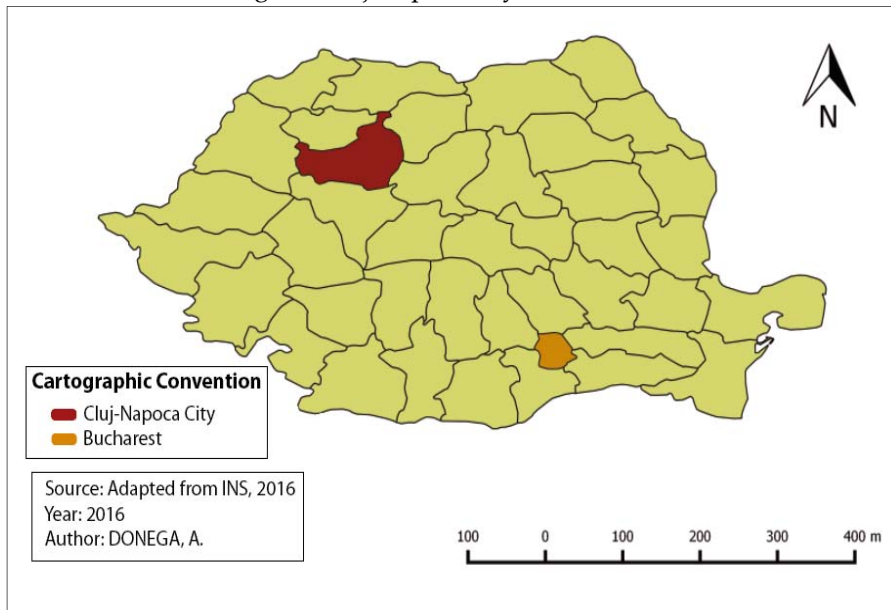 N
Cartographic Convention
Cluj-Napoca City
Bucharest
Source: Adapted from INS, 2016
Year: 2016
Author: DONEGA, A.
100 0 100 200 300 400 m